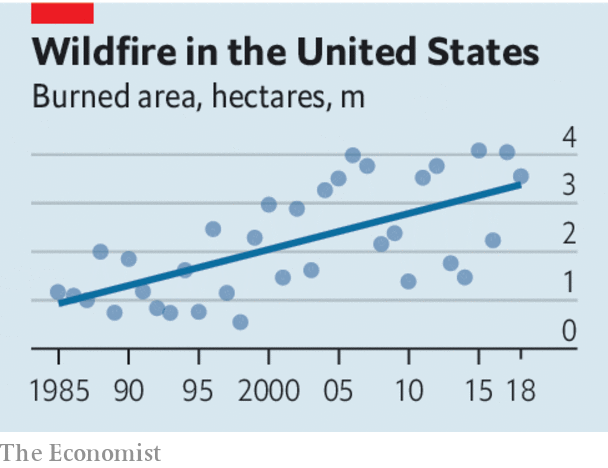 Wildfire in the United States
Burned area, hectares, m
4
3
2
1
0
1985 90 95 2000 05 10 15 18
The Economist